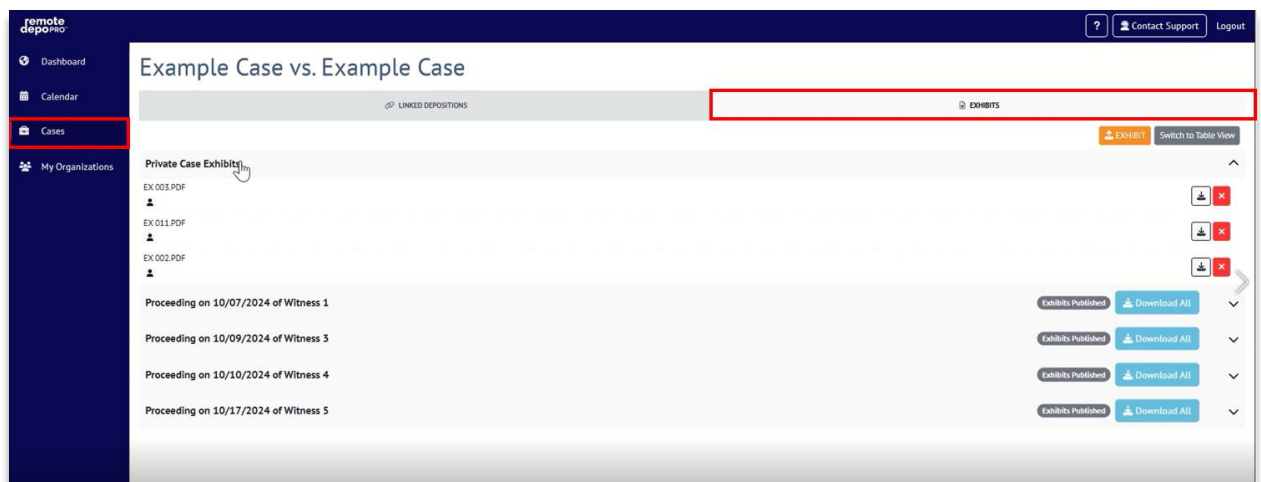 remote
depoPRO
? Contact Support Logout
Dashboard
Calendar
Cases
My Organizations
Example Case vs. Example Case
LINKED DEPOSITIONS
EXHIBITS
EXHIBIT Switch to Table View
Private Case Exhibits
EX 003.PDF
EX 011.PDF
EX 002.PDF
Proceeding on 10/07/2024 of Witness 1 Exhibits Published Download All
Proceeding on 10/09/2024 of Witness 3 Exhibits Published Download All
Proceeding on 10/10/2024 of Witness 4 Exhibits Published Download All
Proceeding on 10/17/2024 of Witness 5 Exhibits Published Download All